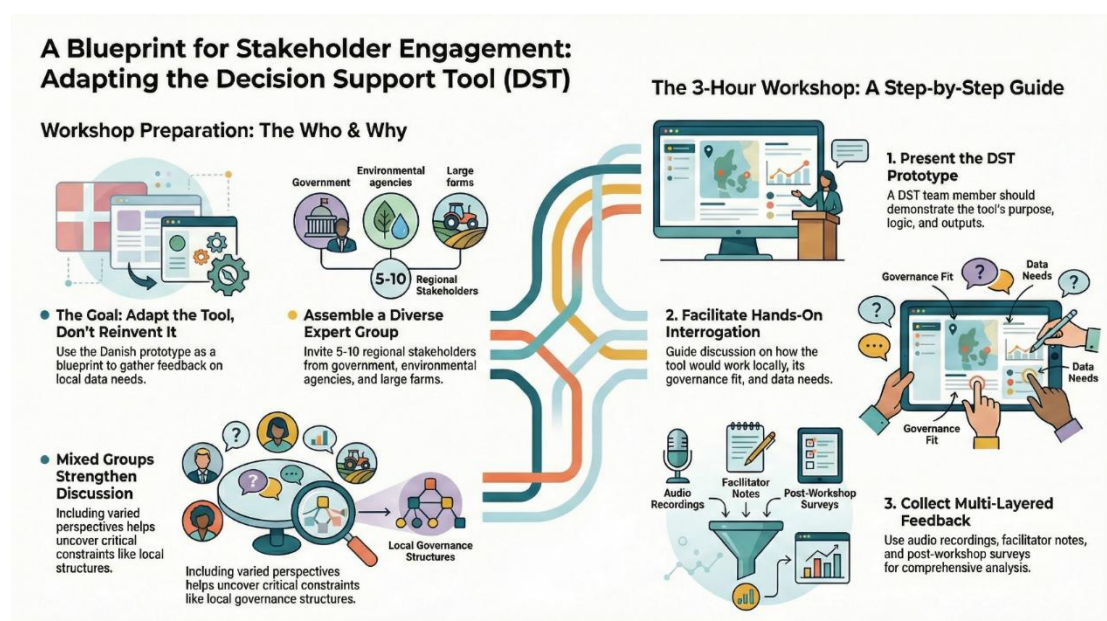 A Blueprint for Stakeholder Engagement:
Adapting the Decision Support Tool (DST)
Workshop Preparation: The Who & Why
Government
Environmental
agencies
Large
farms
5-10
Regional
Stakeholders
The Goal: Adapt the Tool,
Don't Reinvent It
Use the Danish prototype as a
blueprint to gather feedback on
local data needs.
Assemble a Diverse
Expert Group
Invite 5-10 regional stakeholders
from government, environmental
agencies, and large farms.
Mixed Groups
Strengthen
Discussion
Including varied
perspectives helps
uncover critical
constraints like local
structures.
?
?
Local Governance
Structures
Including varied perspectives
helps uncover critical constraints
like local governance structures.
The 3-Hour Workshop: A Step-by-Step Guide
1. Present the DST
Prototype
A DST team member should
demonstrate the tool's purpose,
logic, and outputs.
2. Facilitate Hands-On
Interrogation
Guide discussion on how the
tool would work locally, its
governance fit, and data needs.
Governance Fit
?
Data
Needs
?
?
Data
Needs
Governance
Fit
Audio
Recordings
Facilitator
Notes
Post-Workshop
Surveys
3. Collect Multi-Layered
Feedback
Use audio recordings, facilitator notes,
and post-workshop surveys
for comprehensive analysis.